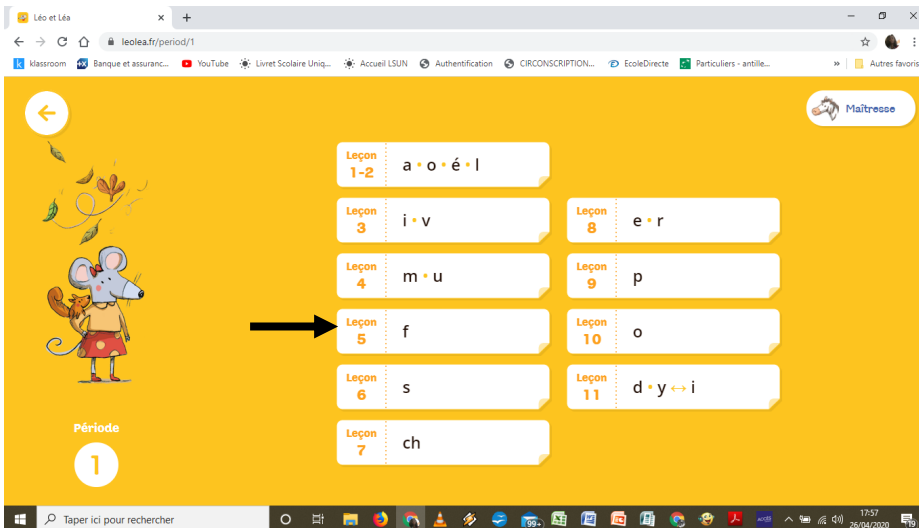 Léo et Léa
leolea.fr/period/1
klassroom
Banque et assuranc...
YouTube
Livret Scolaire Uniq...
Accueil LSUN
Authentification
CIRCONSCRIPTION...
EcoleDirecte
Particuliers - antille...
»
Autres favoris
Maîtresse
Leçon
1-2
a • o • é • l
Leçon
3
i • v
Leçon
4
m • u
Leçon
5
f
Leçon
6
s
Leçon
7
ch
Leçon
8
e • r
Leçon
9
p
Leçon
10
o
Leçon
11
d • y ↔ i
Période
1
Taper ici pour rechercher
99+
17:57
26/04/2020